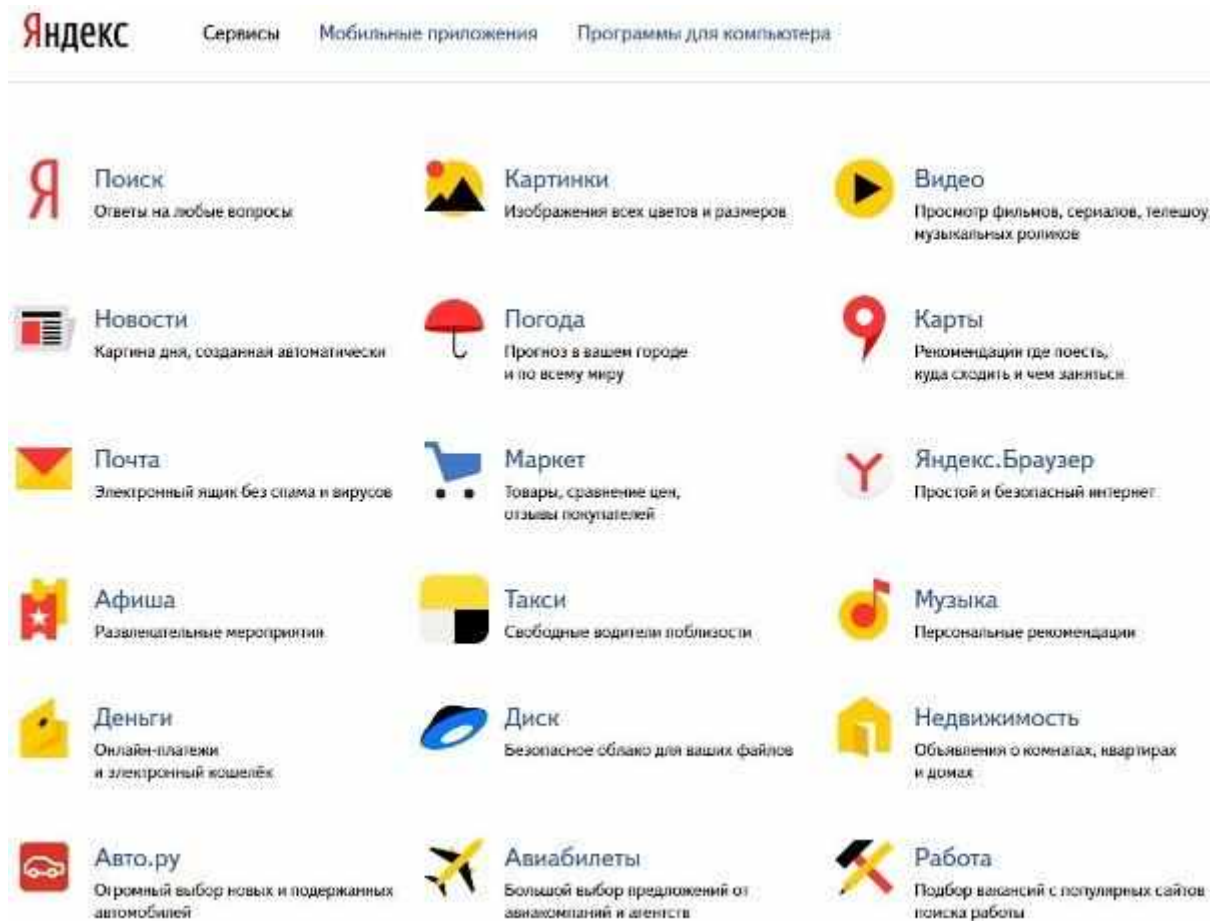 Яндекс
Сервисы Мобильные приложения Программы для компьютера
Поиск
Ответы на любые вопросы
Картинки
Изображения всех цветов и размеров
Видео
Просмотр фильмов, сериалов, телешоу,
музыкальных роликов
Новости
Картина дня, созданная автоматически
Погода
Прогноз в вашем городе
и по всему миру
Карты
Рекомендации где поесть,
куда сходить и чем заняться
Почта
Электронный ящик без спама и вирусов
Маркет
Товары, сравнение цен,
отзывы покупателей
Яндекс.Браузер
Простой и безопасный интернет
Афиша
Развлекательные мероприятия
Такси
Свободные водители поблизости
Музыка
Персональные рекомендации
Деньги
Онлайн-платежи
и электронный кошелёк
Диск
Безопасное облако для ваших файлов
Недвижимость
Объявления о комнатах, квартирах
и домах
Авто.ру
Огромный выбор новых и подержанных
автомобилей
Авиабилеты
Большой выбор предложений от
авиакомпаний и агентств
Работа
Подбор вакансий с популярных сайтов
поиска работы